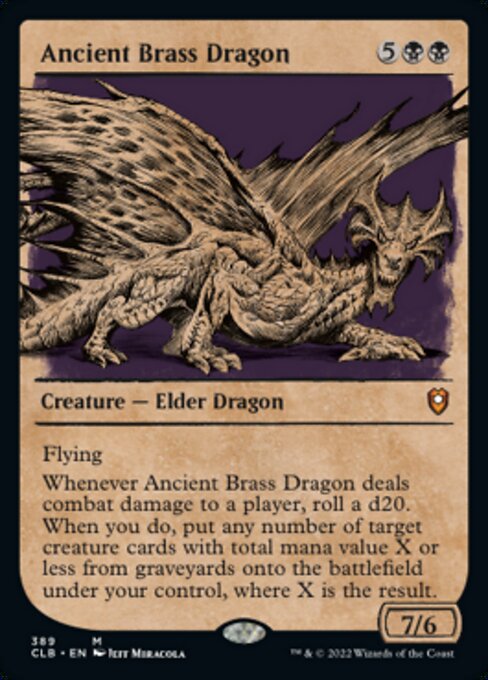 Ancient Brass Dragon 5
Creature — Elder Dragon
Flying
Whenever Ancient Brass Dragon deals
combat damage to a player, roll a d20.
When you do, put any number of target
creature cards with total mana value X or
less from graveyards onto the battlefield
under your control, where X is the result.
7/6
389 M
CLB • EN Jeff Miracola
™ & © 2022 Wizards of the Coast